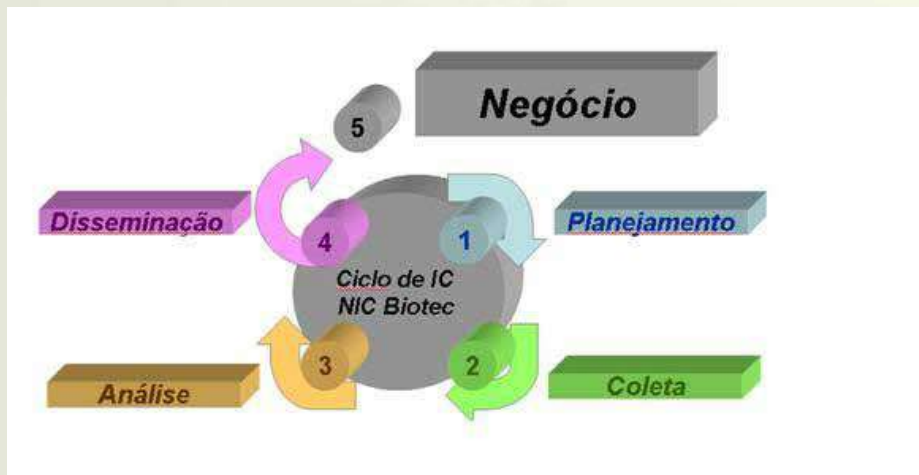 Negócio
5
Disseminação
4
1
Planejamento
Ciclo de IC
NIC Biotec
Análise
3
2
Coleta